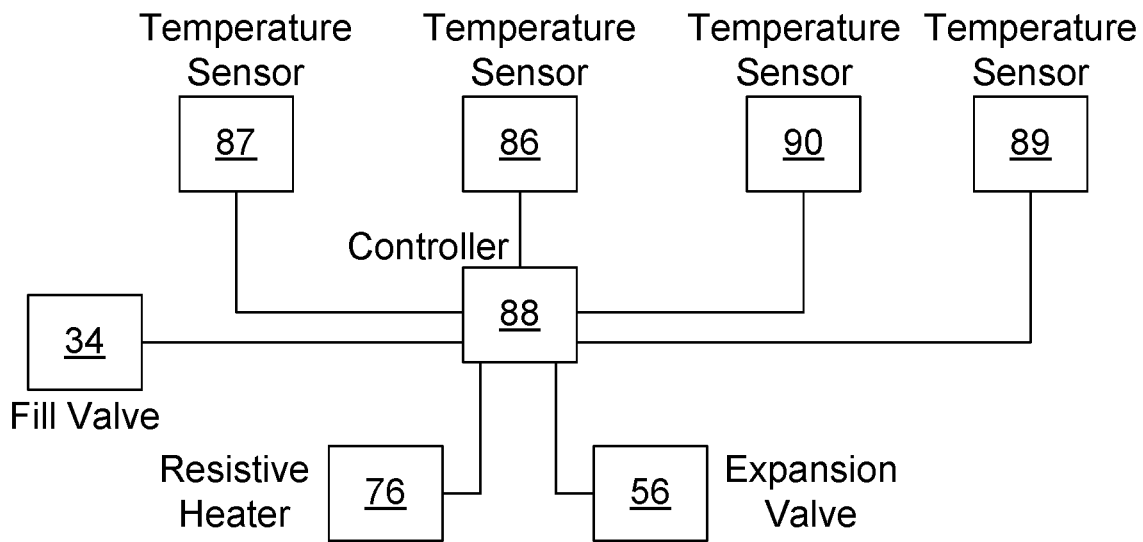 Temperature Sensor
87
Temperature Sensor
86
Temperature Sensor
90
Temperature Sensor
89
Controller
88
34
Fill Valve
Resistive
Heater
76
56
Expansion
Valve